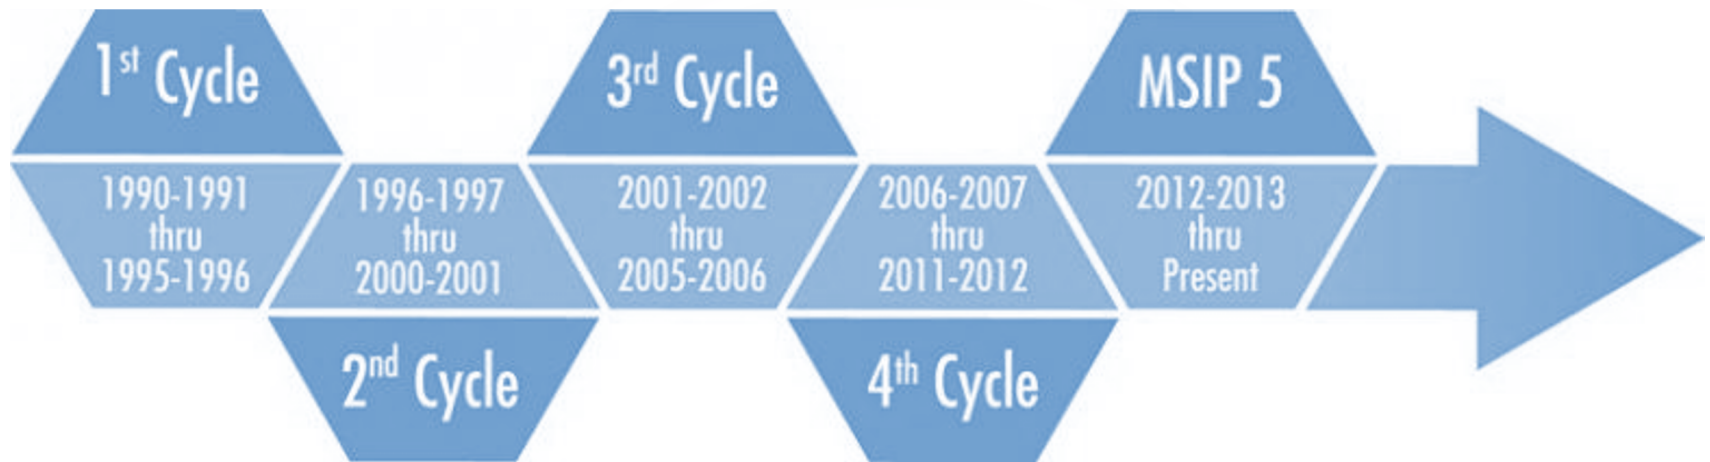 1st Cycle
1990-1991
thru
1995-1996
1996-1997
thru
2000-2001
2nd Cycle
3rd Cycle
2001-2002
thru
2005-2006
2006-2007
thru
2011-2012
4th Cycle
MSIP 5
2012-2013
thru
Present